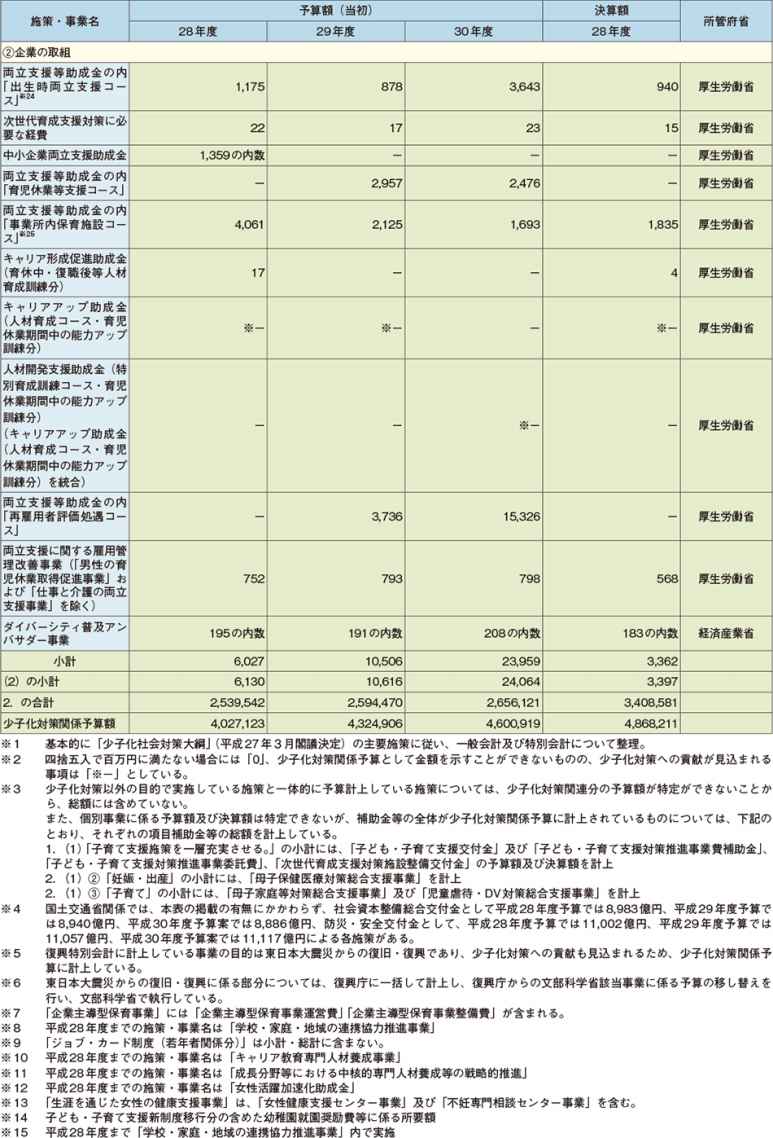 施策・事業名 予算額（当初） 決算額 所管府省
28年度 29年度 30年度 28年度
②企業の取組
両立支援等助成金の内
「出生時両立支援コー
ス」※24 1,175 878 3,643 940 厚生労働省
次世代育成支援対策に必
要な経費 22 17 23 15 厚生労働省
中小企業両立支援助成金 1,359の内数 － － － 厚生労働省
両立支援等助成金の内
「育児休業等支援コース」 － 2,957 2,476 － 厚生労働省
両立支援等助成金の内
「事業所内保育施設コー
ス」※25 4,061 2,125 1,693 1,835 厚生労働省
キャリア形成促進助成金
（育休中・復職後等人材
育成訓練分） 17 － － 4 厚生労働省
キャリアアップ助成金
（人材育成コース・育児
休業期間中の能力アップ
訓練分） ※－ ※－ － ※－ 厚生労働省
人材開発支援助成金（特
別育成訓練コース・育児
休業期間中の能力アップ
訓練分）
（キャリアアップ助成金
（人材育成コース・育児
休業期間中の能力アップ
訓練分）を統合） － － ※－ － 厚生労働省
両立支援等助成金の内
「再雇用者評価処遇コー
ス」 － 3,736 15,326 － 厚生労働省
両立支援に関する雇用管
理改善事業（「男性の育
児休業取得促進事業」お
よび「仕事と介護の両立
支援事業」を除く） 752 793 798 568 厚生労働省
ダイバーシティ普及アン
バサダー事業 195の内数 191の内数 208の内数 183の内数 経済産業省
小計 6,027 10,506 23,959 3,362
（2）の小計 6,130 10,616 24,064 3,397
2．の合計 2,539,542 2,594,470 2,656,121 3,408,581
少子化対策関係予算額 4,027,123 4,324,906 4,600,919 4,868,211
※1 基本的に「少子化社会対策大綱」（平成27年3月閣議決定）の主要施策に従い、一般会計及び特別会計について整理。
※2 四捨五入で百万円に満たない場合には「0」、少子化対策関係予算として金額を示すことができないものの、少子化対策への貢献が見込まれる
事項は「※－」としている。
※3 少子化対策以外の目的で実施している施策と一体的に予算計上している施策については、少子化対策関連分の予算額が特定ができないことか
ら、総額には含めていない。
また、個別事業に係る予算額及び決算額は特定できないが、補助金等の全体が少子化対策関係予算に計上されているものについては、下記の
とおり、それぞれの項目補助金等の総額を計上している。
1．（1）「子育て支援施策を一層充実させる。」の小計には、「子ども・子育て支援交付金」及び「子ども・子育て支援対策推進事業費補助金」、
「子ども・子育て支援対策推進事業委託費」、「次世代育成支援対策施設整備交付金」の予算額及び決算額を計上
2．（1）②「妊娠・出産」の小計には、「母子保健医療対策総合支援事業」を計上
2．（1）③「子育て」の小計には、「母子家庭等対策総合支援事業」及び「児童虐待・DV対策総合支援事業」を計上
※4 国土交通省関係では、本表の掲載の有無にかかわらず、社会資本整備総合交付金として平成28年度予算では8,983億円、平成29年度予算で
は8,940億円、平成30年度予算案では8,886億円、防災・安全交付金として、平成28年度予算では11,002億円、平成29年度予算では
11,057億円、平成30年度予算案では11,117億円による各施策がある。
※5 復興特別会計に計上している事業の目的は東日本大震災からの復旧・復興であり、少子化対策への貢献も見込まれるため、少子化対策関係予
算に計上している。
※6 東日本大震災からの復旧・復興に係る部分については、復興庁に一括して計上し、復興庁からの文部科学省該当事業に係る予算の移し替えを
行い、文部科学省で執行している。
※7 「企業主導型保育事業」には「企業主導型保育事業運営費」「企業主導型保育事業整備費」が含まれる。
※8 平成28年度までの施策・事業名は「学校・家庭・地域の連携協力推進事業」
※9 「ジョブ・カード制度（若年者関係分）」は小計・総計に含まない。
※10 平成28年度までの施策・事業名は「キャリア教育専門人材養成事業」
※11 平成28年度までの施策・事業名は「成長分野等における中核的専門人材養成等の戦略的推進」
※12 平成28年度までの施策・事業名は「女性活躍加速化助成金」
※13 「生涯を通じた女性の健康支援事業」は、「女性健康支援センター事業」及び「不妊専門相談センター事業」を含む。
※14 子ども・子育て支援新制度移行分の含めた幼稚園就園奨励費等に係る所要額
※15 平成28年度まで「学校・家庭・地域の連携協力推進事業」内で実施